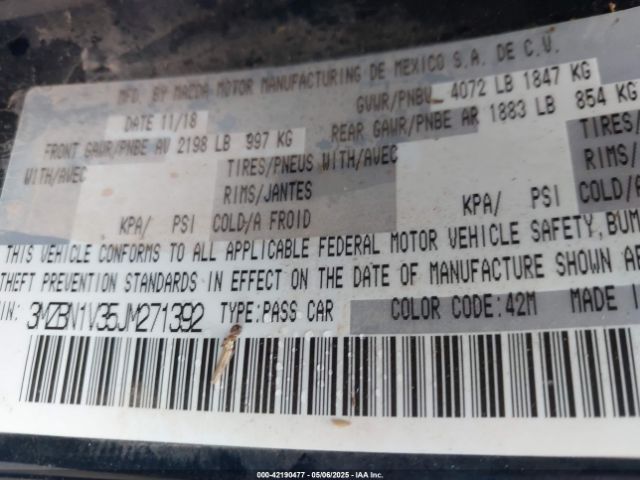 MFD. BY MAZDA MOTOR MANUFACTURING DE MEXICO S.A. DE C.V.
DATE 11/18 GVWR/PNBV 4072 LB 1847 KG
FRONT GAWR/PNBE AV 2198 LB 997 KG REAR GAWR/PNBE AR 1883 LB 854 KG
WITH/AVEC TIRES/PNEUS WITH/AVEC TIRES/
RIMS/JANTES RIMS/
KPA/ PSI COLD/A FROID KPA/ PSI COLD/A
THIS VEHICLE CONFORMS TO ALL APPLICABLE FEDERAL MOTOR VEHICLE SAFETY, BUM
THEFT PREVENTION STANDARDS IN EFFECT ON THE DATE OF MANUFACTURE SHOWN
IN: 3MZBN1V35JM271392 TYPE:PASS CAR COLOR CODE:42M MADE
000-42190477 - 05/06/2025 - IAA Inc.